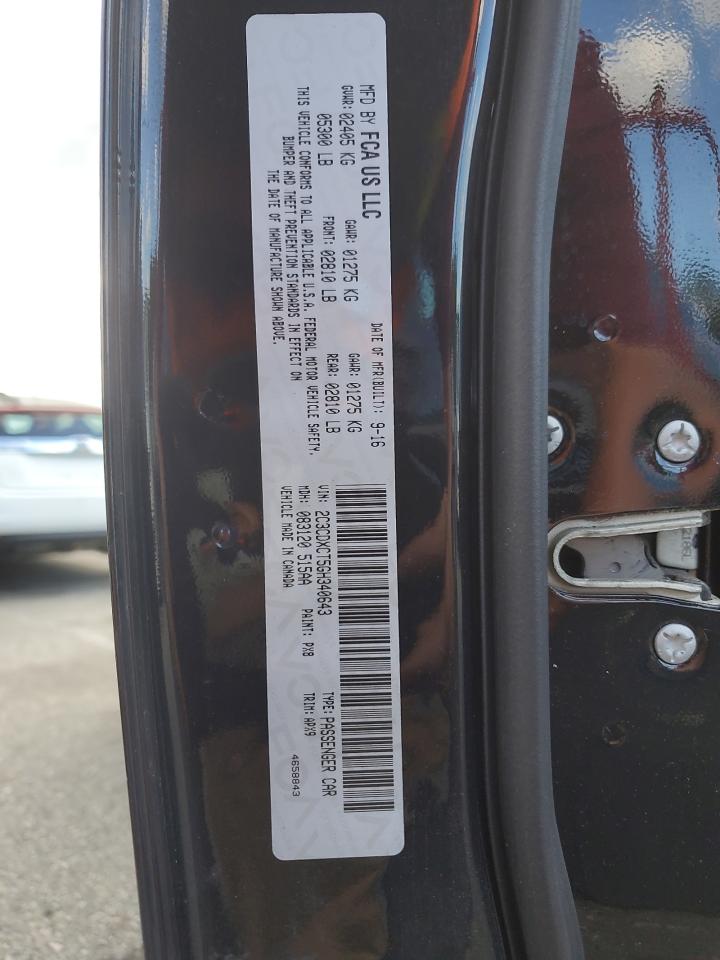 MFD BY FCA US LLC
DATE OF MFR(BUILT): 9-16
GVWR: 02405 KG GAWR: 01275 KG GAWR: 01275 KG
05300 LB FRONT: 02810 LB REAR: 02810 LB
THIS VEHICLE CONFORMS TO ALL APPLICABLE U.S.A. FEDERAL MOTOR VEHICLE SAFETY,
BUMPER AND THEFT PREVENTION STANDARDS IN EFFECT ON
THE DATE OF MANUFACTURE SHOWN ABOVE.
VIN: 2C3CDXCT5GH340643 TYPE: PASSENGER CAR
MDH: 083120 515AA PAINT: PX8 TRIM: APX9
VEHICLE MADE IN CANADA
4658843